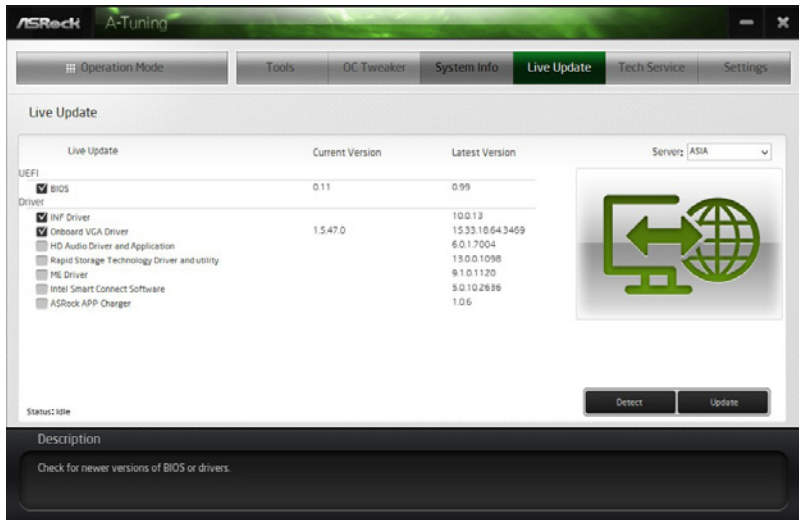 ASRock A-Tuning
Operation Mode Tools OC Tweaker System Info Live Update Tech Service Settings
Live Update
Live Update Current Version Latest Version Server: ASIA
UEFI
BIOS 0.11 0.99
Driver
INF Driver 10.0.13
Onboard VGA Driver 1.5.47.0 15.33.18.64.3469
HD Audio Driver and Application 6.0.1.7004
Rapid Storage Technology Driver and utility 13.0.0.1098
ME Driver 9.1.0.1120
Intel Smart Connect Software 5.0.10.2636
ASRock APP Charger 1.0.6
Detect Update
Status: Idle
Description
Check for newer versions of BIOS or drivers.